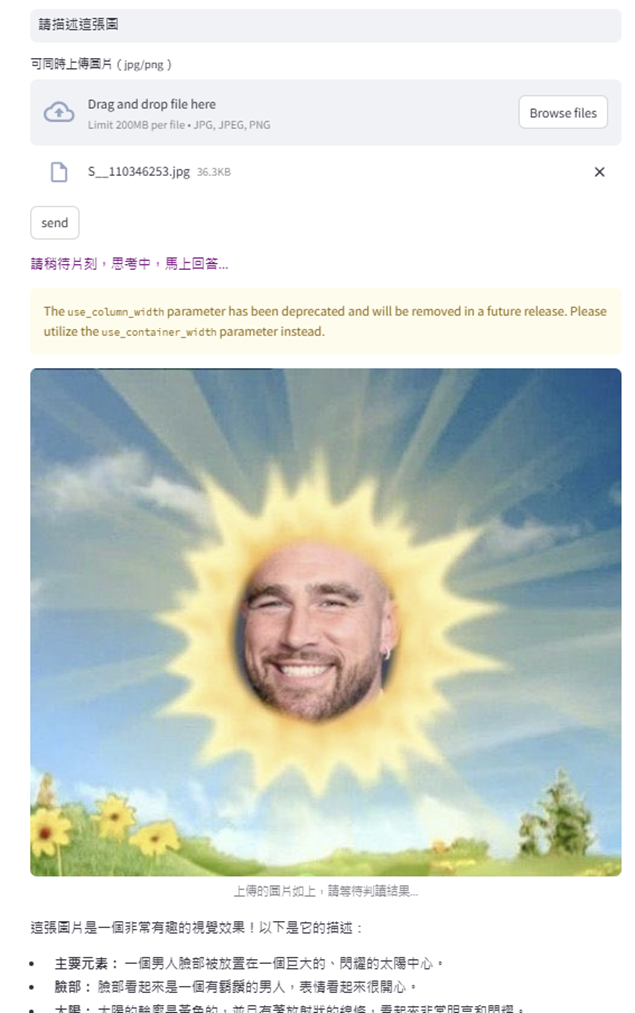 請描述這張圖
可同時上傳圖片 ( jpg/png )
Drag and drop file here
Limit 200MB per file • JPG, JPEG, PNG
Browse files
S__110346253.jpg 36.3KB
send
請稍待片刻，思考中，馬上回答...
The use_column_width parameter has been deprecated and will be removed in a future release. Please
utilize the use_container_width parameter instead.
上傳的圖片如上，請等待判讀結果...
這張圖片是一個非常有趣的視覺效果！以下是它的描述：
• 主要元素： 一個男人臉部被放置在一個巨大的、閃耀的太陽中心。
• 臉部： 臉部看起來是一個有鬍鬚的男人，表情看起來很開心。
• 太陽： 太陽的輪廓是黃色的，並且有著放射狀的線條，看起來非常明亮和閃耀。